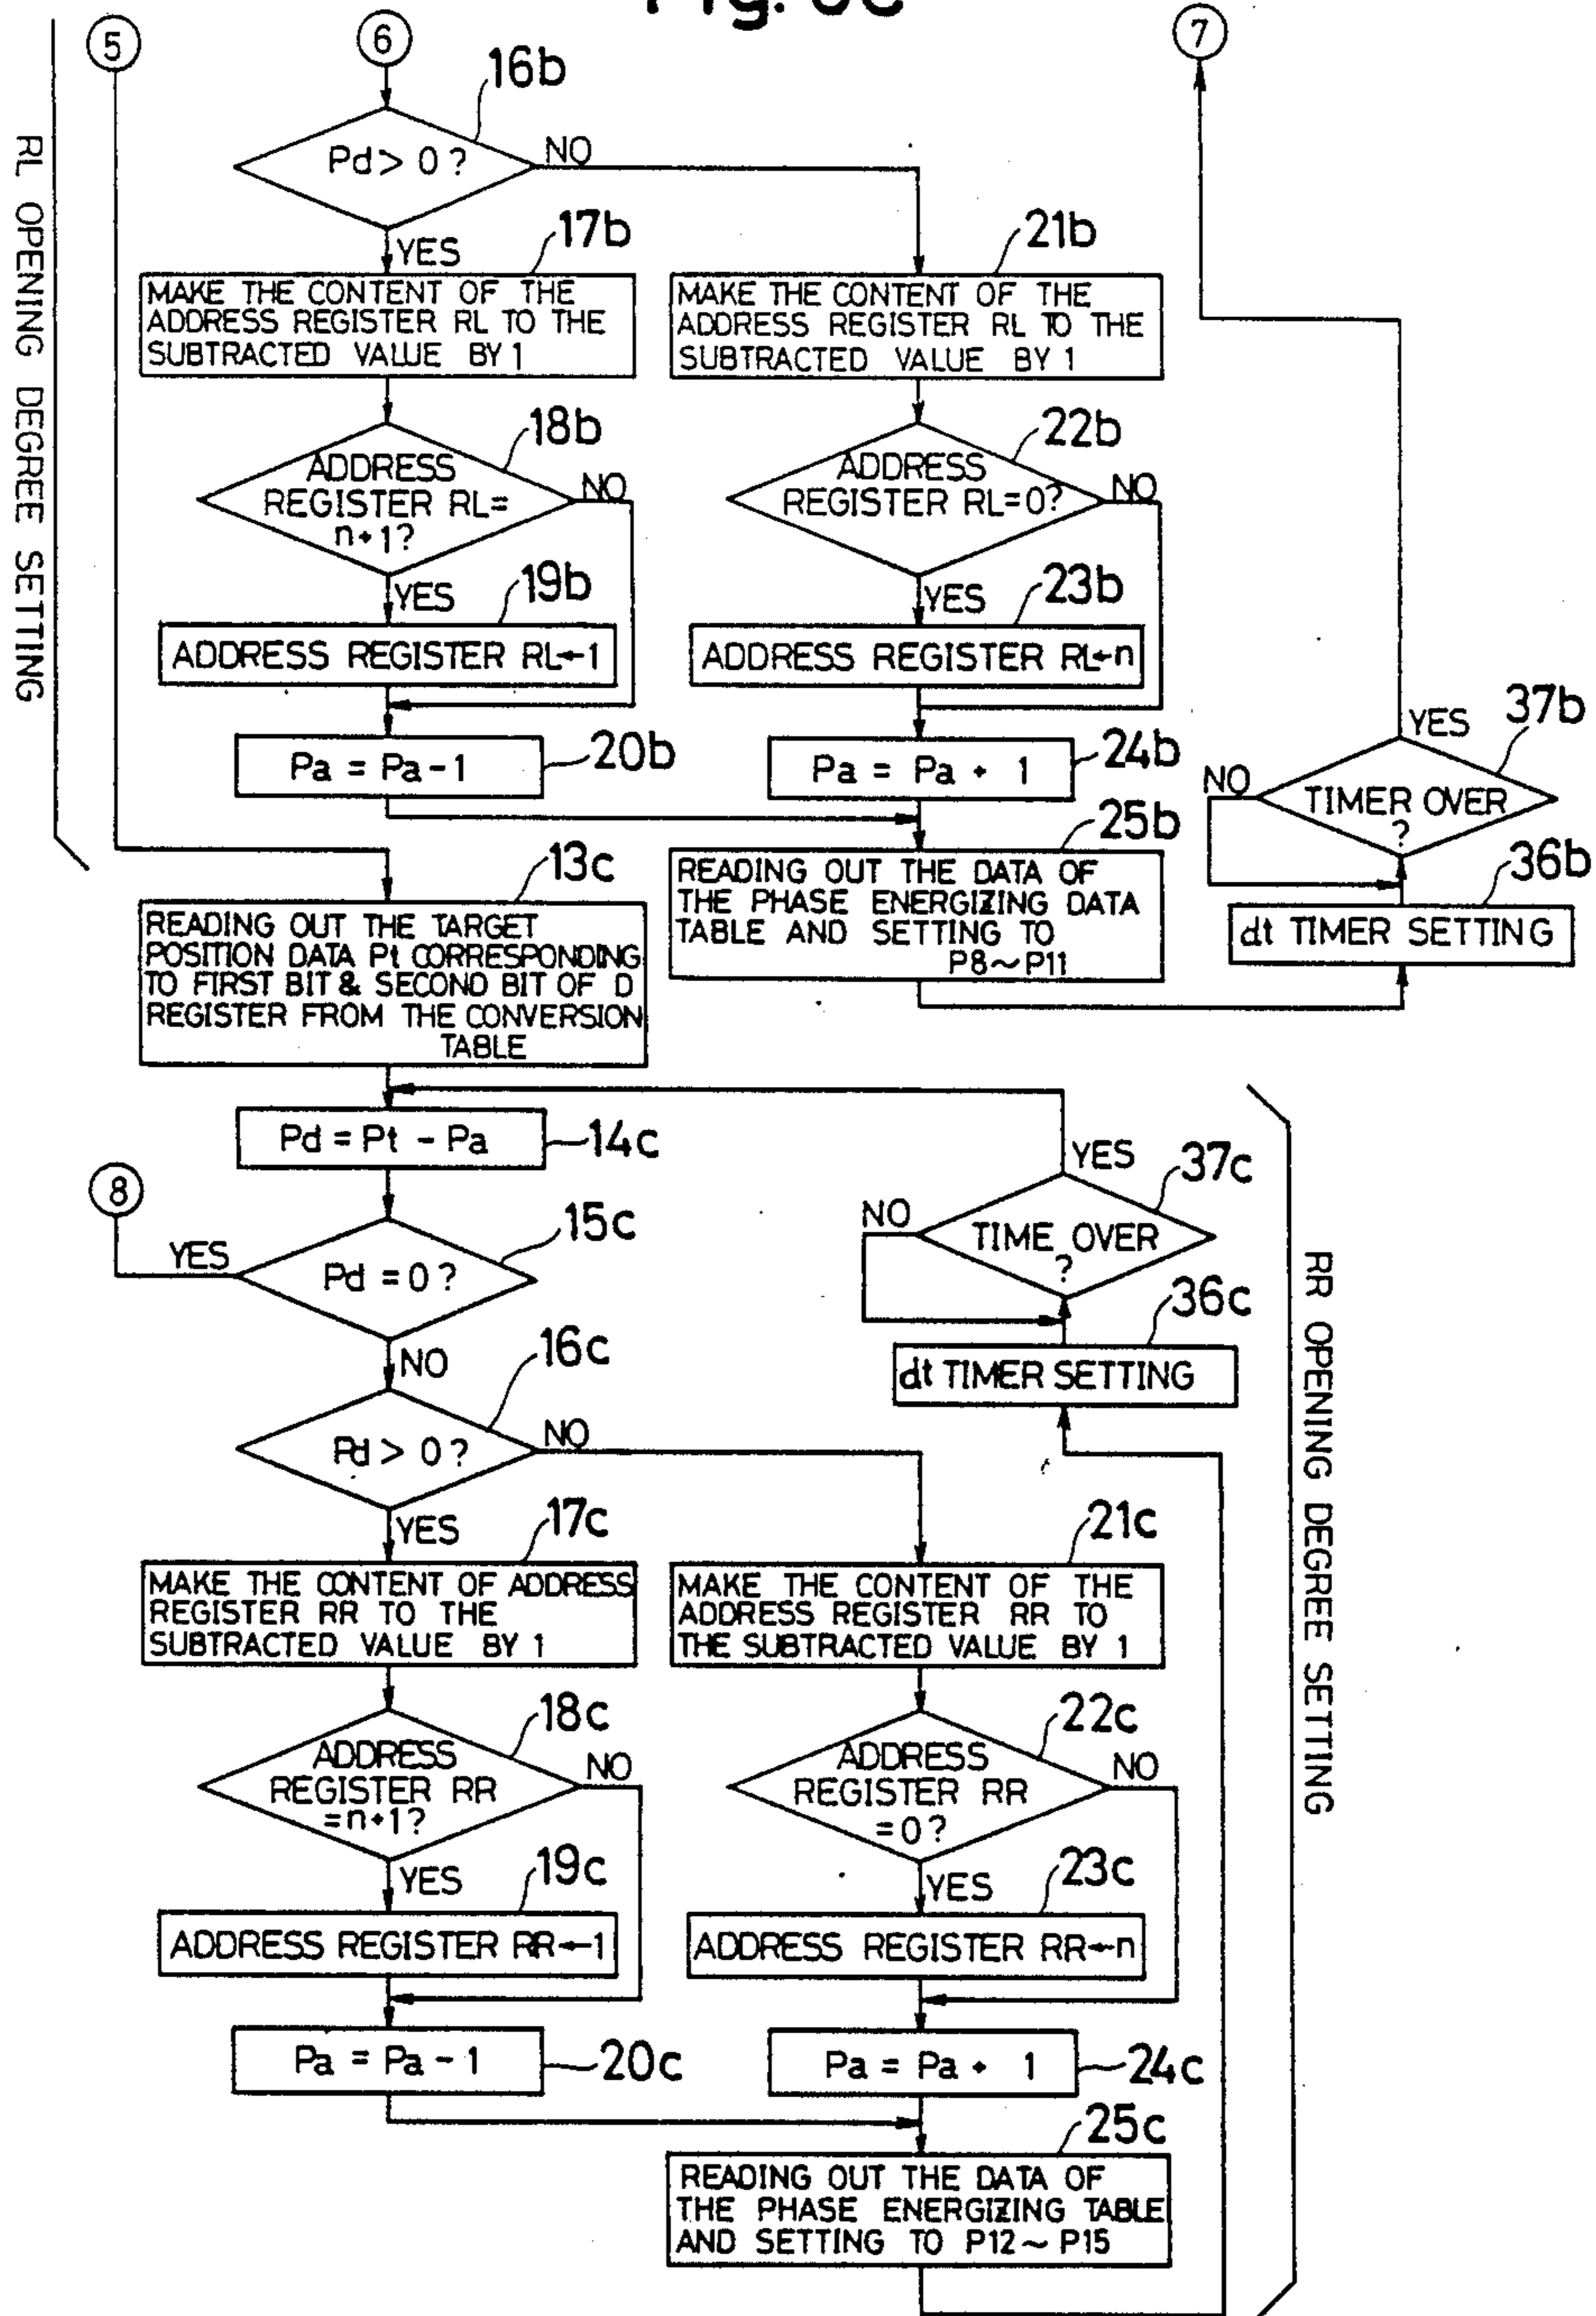 5
6
7
16b
Pd > 0 ?
NO
YES
17b
21b
MAKE THE CONTENT OF THE
ADDRESS REGISTER RL TO THE
SUBTRACTED VALUE BY 1
MAKE THE CONTENT OF THE
ADDRESS REGISTER RL TO THE
SUBTRACTED VALUE BY 1
18b
22b
ADDRESS
REGISTER RL=
n+1?
NO
ADDRESS
REGISTER RL=0?
NO
YES
19b
YES
23b
ADDRESS REGISTER RL←1
ADDRESS REGISTER RL←n
Pa = Pa - 1
20b
Pa = Pa + 1
24b
RL OPENING DEGREE SETTING
YES
37b
NO
TIMER OVER
?
36b
dt TIMER SETTING
25b
READING OUT THE DATA OF
THE PHASE ENERGIZING DATA
TABLE AND SETTING TO
P8~P11
13c
READING OUT THE TARGET
POSITION DATA Pt CORRESPONDING
TO FIRST BIT & SECOND BIT OF D
REGISTER FROM THE CONVERSION
TABLE
Pd = Pt - Pa
14c
8
YES
15c
Pd = 0 ?
NO
16c
YES
37c
NO
TIME OVER
?
36c
dt TIMER SETTING
Pd > 0 ?
NO
YES
17c
21c
MAKE THE CONTENT OF ADDRESS
REGISTER RR TO THE
SUBTRACTED VALUE BY 1
MAKE THE CONTENT OF THE
ADDRESS REGISTER RR TO
THE SUBTRACTED VALUE BY 1
18c
22c
ADDRESS
REGISTER RR
=n+1?
NO
ADDRESS
REGISTER RR
=0?
NO
YES
19c
YES
23c
ADDRESS REGISTER RR←1
ADDRESS REGISTER RR←n
Pa = Pa - 1
20c
Pa = Pa + 1
24c
25c
READING OUT THE DATA OF
THE PHASE ENERGIZING TABLE
AND SETTING TO P12~P15
RR OPENING DEGREE SETTING